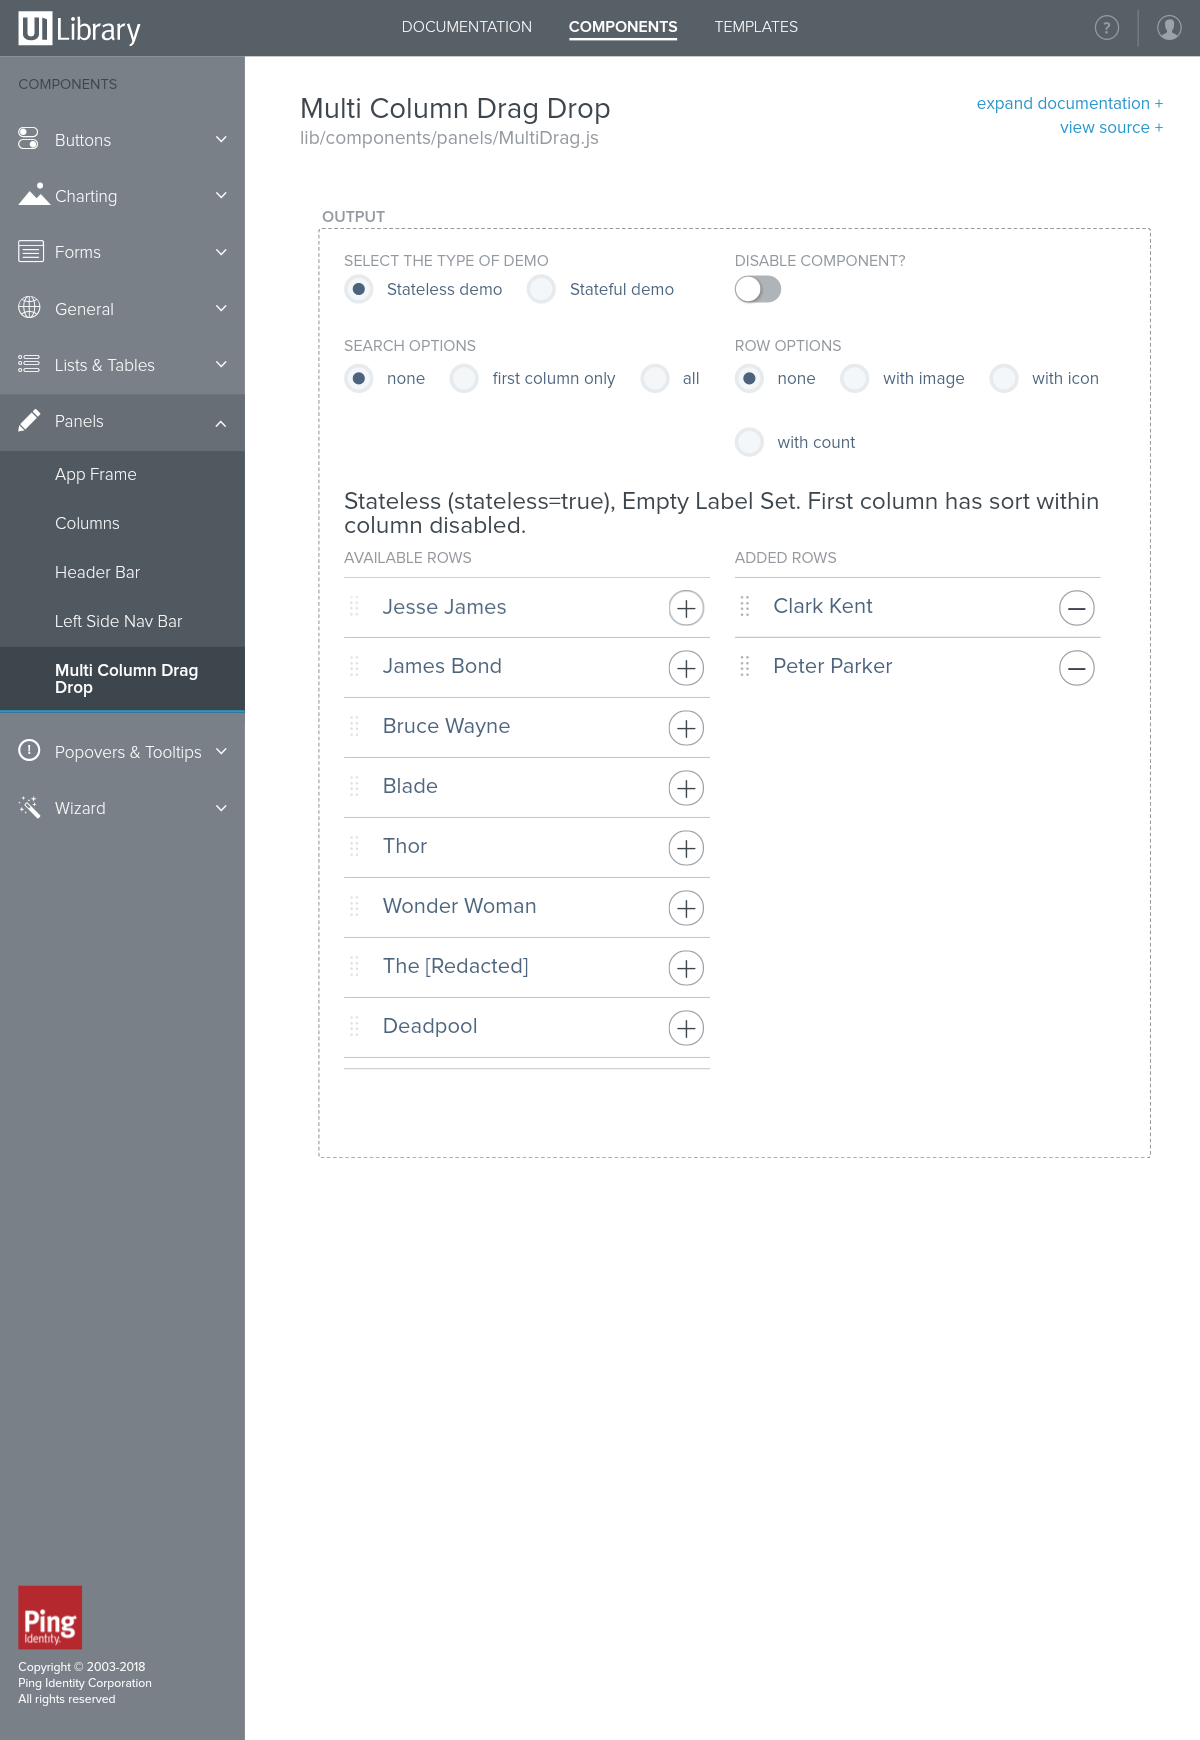 UI Library
DOCUMENTATION
COMPONENTS
TEMPLATES
?
COMPONENTS
Buttons
Charting
Forms
General
Lists & Tables
Panels
App Frame
Columns
Header Bar
Left Side Nav Bar
Multi Column Drag
Drop
Popovers & Tooltips
Wizard
Ping
Identity.
Copyright © 2003-2018
Ping Identity Corporation
All rights reserved
Multi Column Drag Drop
lib/components/panels/MultiDrag.js
expand documentation +
view source +
OUTPUT
SELECT THE TYPE OF DEMO
Stateless demo
Stateful demo
DISABLE COMPONENT?
SEARCH OPTIONS
none
first column only
all
ROW OPTIONS
none
with image
with icon
with count
Stateless (stateless=true), Empty Label Set. First column has sort within
column disabled.
AVAILABLE ROWS
Jesse James
James Bond
Bruce Wayne
Blade
Thor
Wonder Woman
The [Redacted]
Deadpool
ADDED ROWS
Clark Kent
Peter Parker